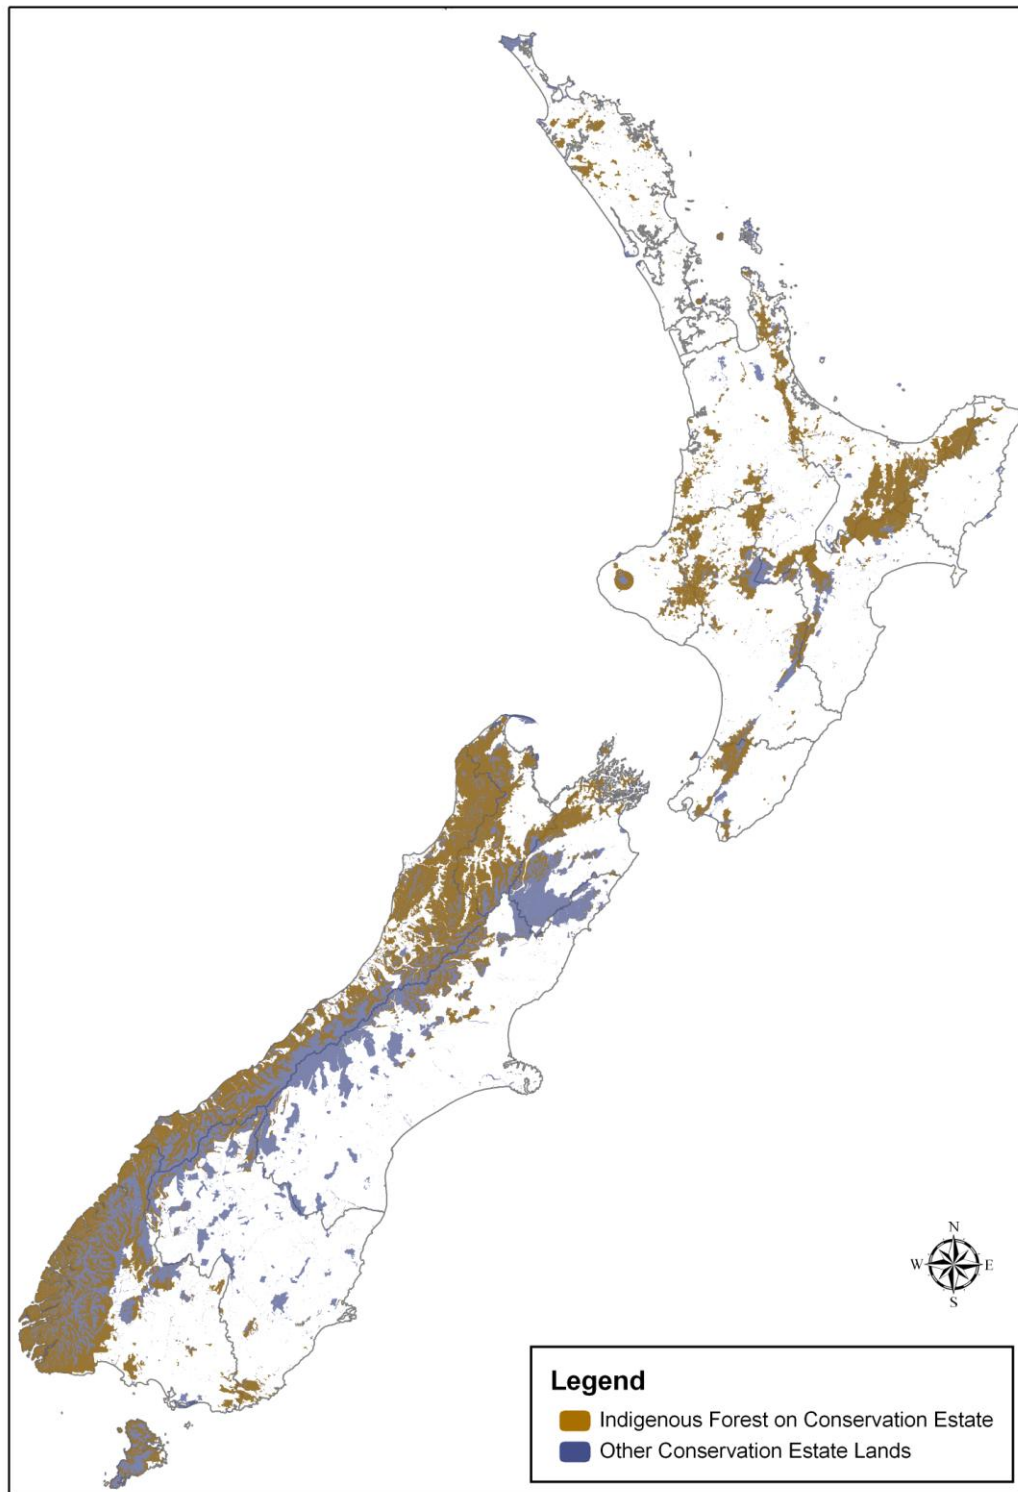 N
W E
S
Legend
Indigenous Forest on Conservation Estate
Other Conservation Estate Lands